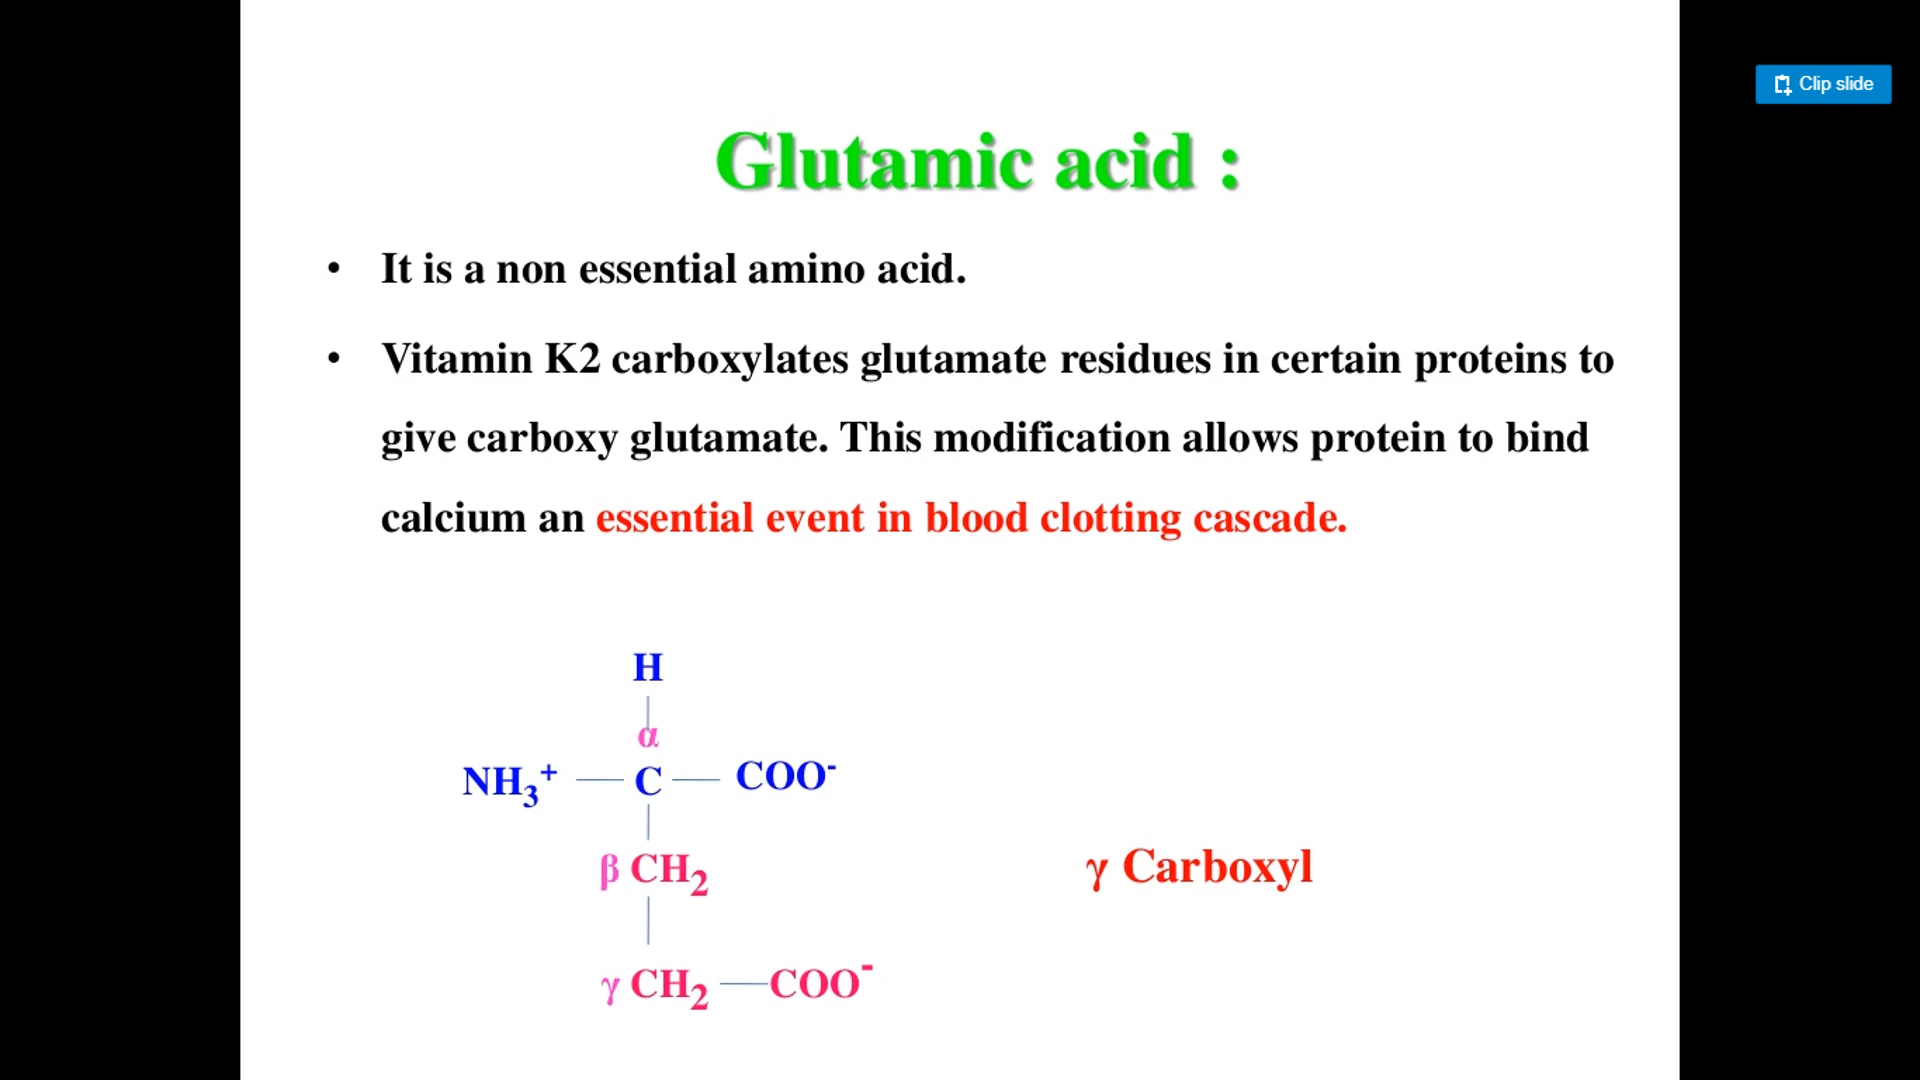 Clip slide
Glutamic acid :
• It is a non essential amino acid.
• Vitamin K2 carboxylates glutamate residues in certain proteins to
give carboxy glutamate. This modification allows protein to bind
calcium an essential event in blood clotting cascade.
H
α
NH₃⁺ C COO⁻
β CH₂
γ Carboxyl
γ CH₂ COO⁻